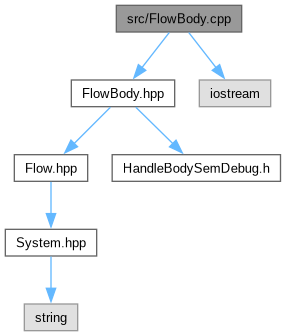 src/FlowBody.cpp
FlowBody.hpp
iostream
Flow.hpp
HandleBodySemDebug.h
System.hpp
string